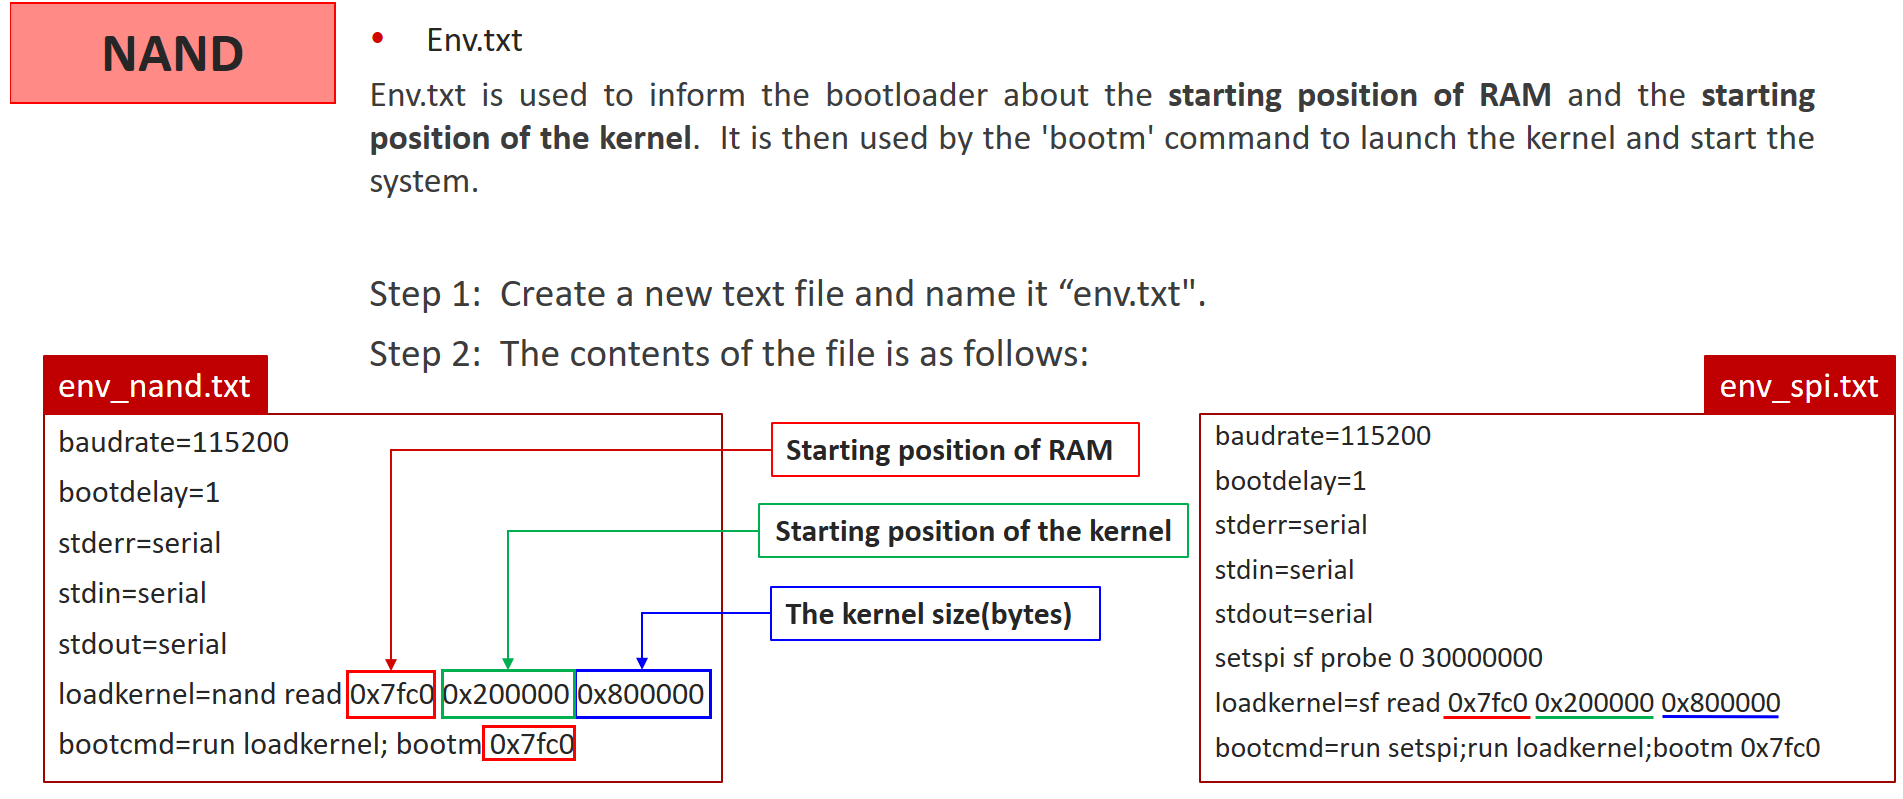 NAND
• Env.txt
Env.txt is used to inform the bootloader about the starting position of RAM and the starting
position of the kernel. It is then used by the 'bootm' command to launch the kernel and start the
system.
Step 1: Create a new text file and name it “env.txt".
Step 2: The contents of the file is as follows:
env_nand.txt
baudrate=115200
bootdelay=1
stderr=serial
stdin=serial
stdout=serial
loadkernel=nand read 0x7fc0 0x200000 0x800000
bootcmd=run loadkernel; bootm 0x7fc0
Starting position of RAM
Starting position of the kernel
The kernel size(bytes)
env_spi.txt
baudrate=115200
bootdelay=1
stderr=serial
stdin=serial
stdout=serial
setspi sf probe 0 30000000
loadkernel=sf read 0x7fc0 0x200000 0x800000
bootcmd=run setspi;run loadkernel;bootm 0x7fc0